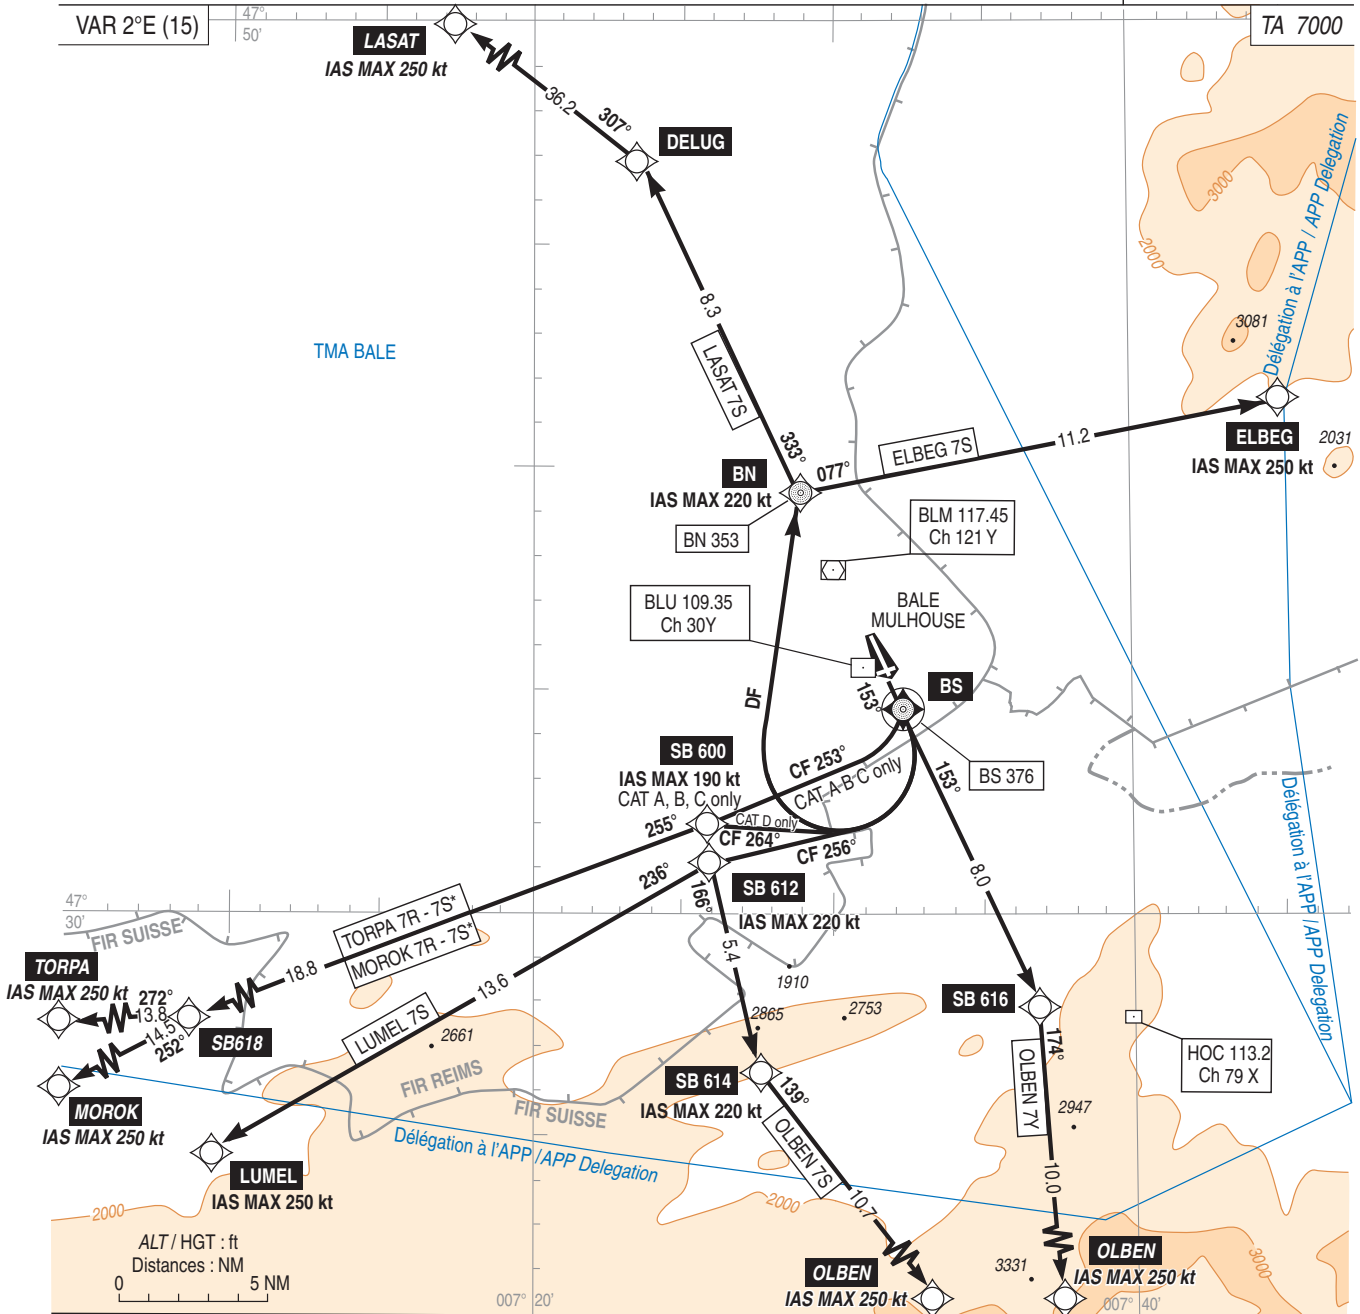 VAR 2°E (15)
47°
50'
TA 7000
LASAT
IAS MAX 250 kt
36.2
307°
DELUG
3000
2000
Délégation à l'APP / APP Delegation
8.3
3081
TMA BALE
LASAT 7S
ELBEG
IAS MAX 250 kt
2031
11.2
ELBEG 7S
333°
077°
BN
IAS MAX 220 kt
BN 353
BLM 117.45
Ch 121 Y
BLU 109.35
Ch 30Y
BALE
MULHOUSE
153°
BS
DF
BS 376
SB 600
IAS MAX 190 kt
CAT A, B, C only
CF 253°
CAT A-B C only
153°
255°
CAT D only
CF 264°
CF 256°
236°
166°
SB 612
IAS MAX 220 kt
8.0
Délégation à l'APP / APP Delegation
47°
30'
FIR SUISSE
TORPA 7R - 7S*
MOROK 7R - 7S*
18.8
13.6
5.4
1910
TORPA
IAS MAX 250 kt
272°
13.8
14.5
252°
SB618
LUMEL 7S
2661
2865
2753
SB 616
174°
HOC 113.2
Ch 79 X
FIR REIMS
FIR SUISSE
SB 614
IAS MAX 220 kt
139°
OLBEN 7Y
2947
MOROK
IAS MAX 250 kt
Délégation à l'APP / APP Delegation
OLBEN 7S
LUMEL
IAS MAX 250 kt
10.0
10.7
2000
2000
3000
ALT / HGT : ft
Distances : NM
0
5 NM
OLBEN
IAS MAX 250 kt
3331
OLBEN
IAS MAX 250 kt
007° 20'
007° 40'